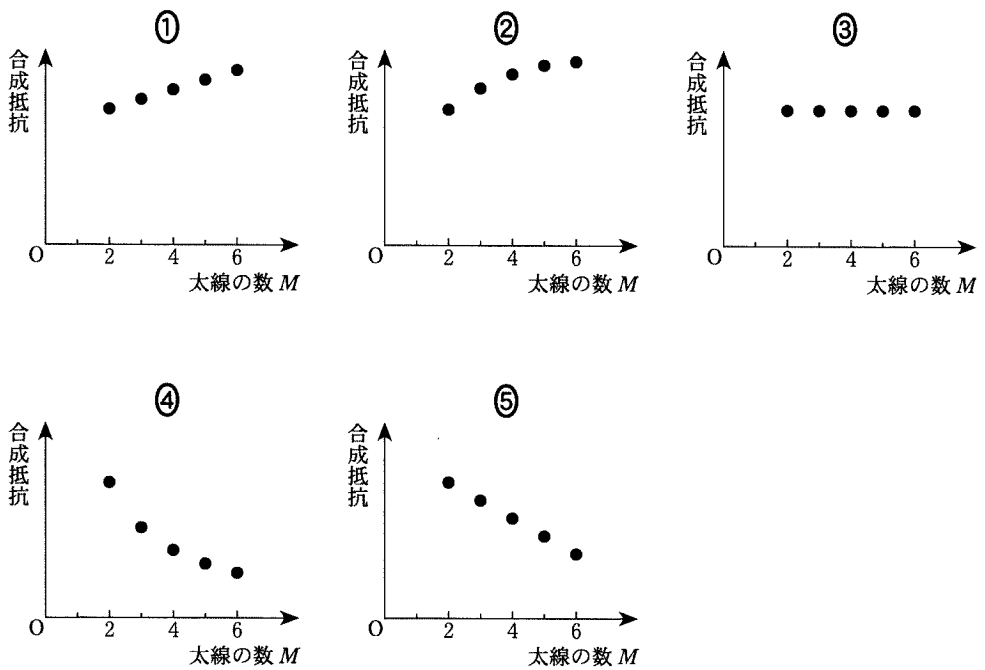 ①
合成抵抗
O 2 4 6
太線の数 M
②
合成抵抗
O 2 4 6
太線の数 M
③
合成抵抗
O 2 4 6
太線の数 M
④
合成抵抗
O 2 4 6
太線の数 M
⑤
合成抵抗
O 2 4 6
太線の数 M